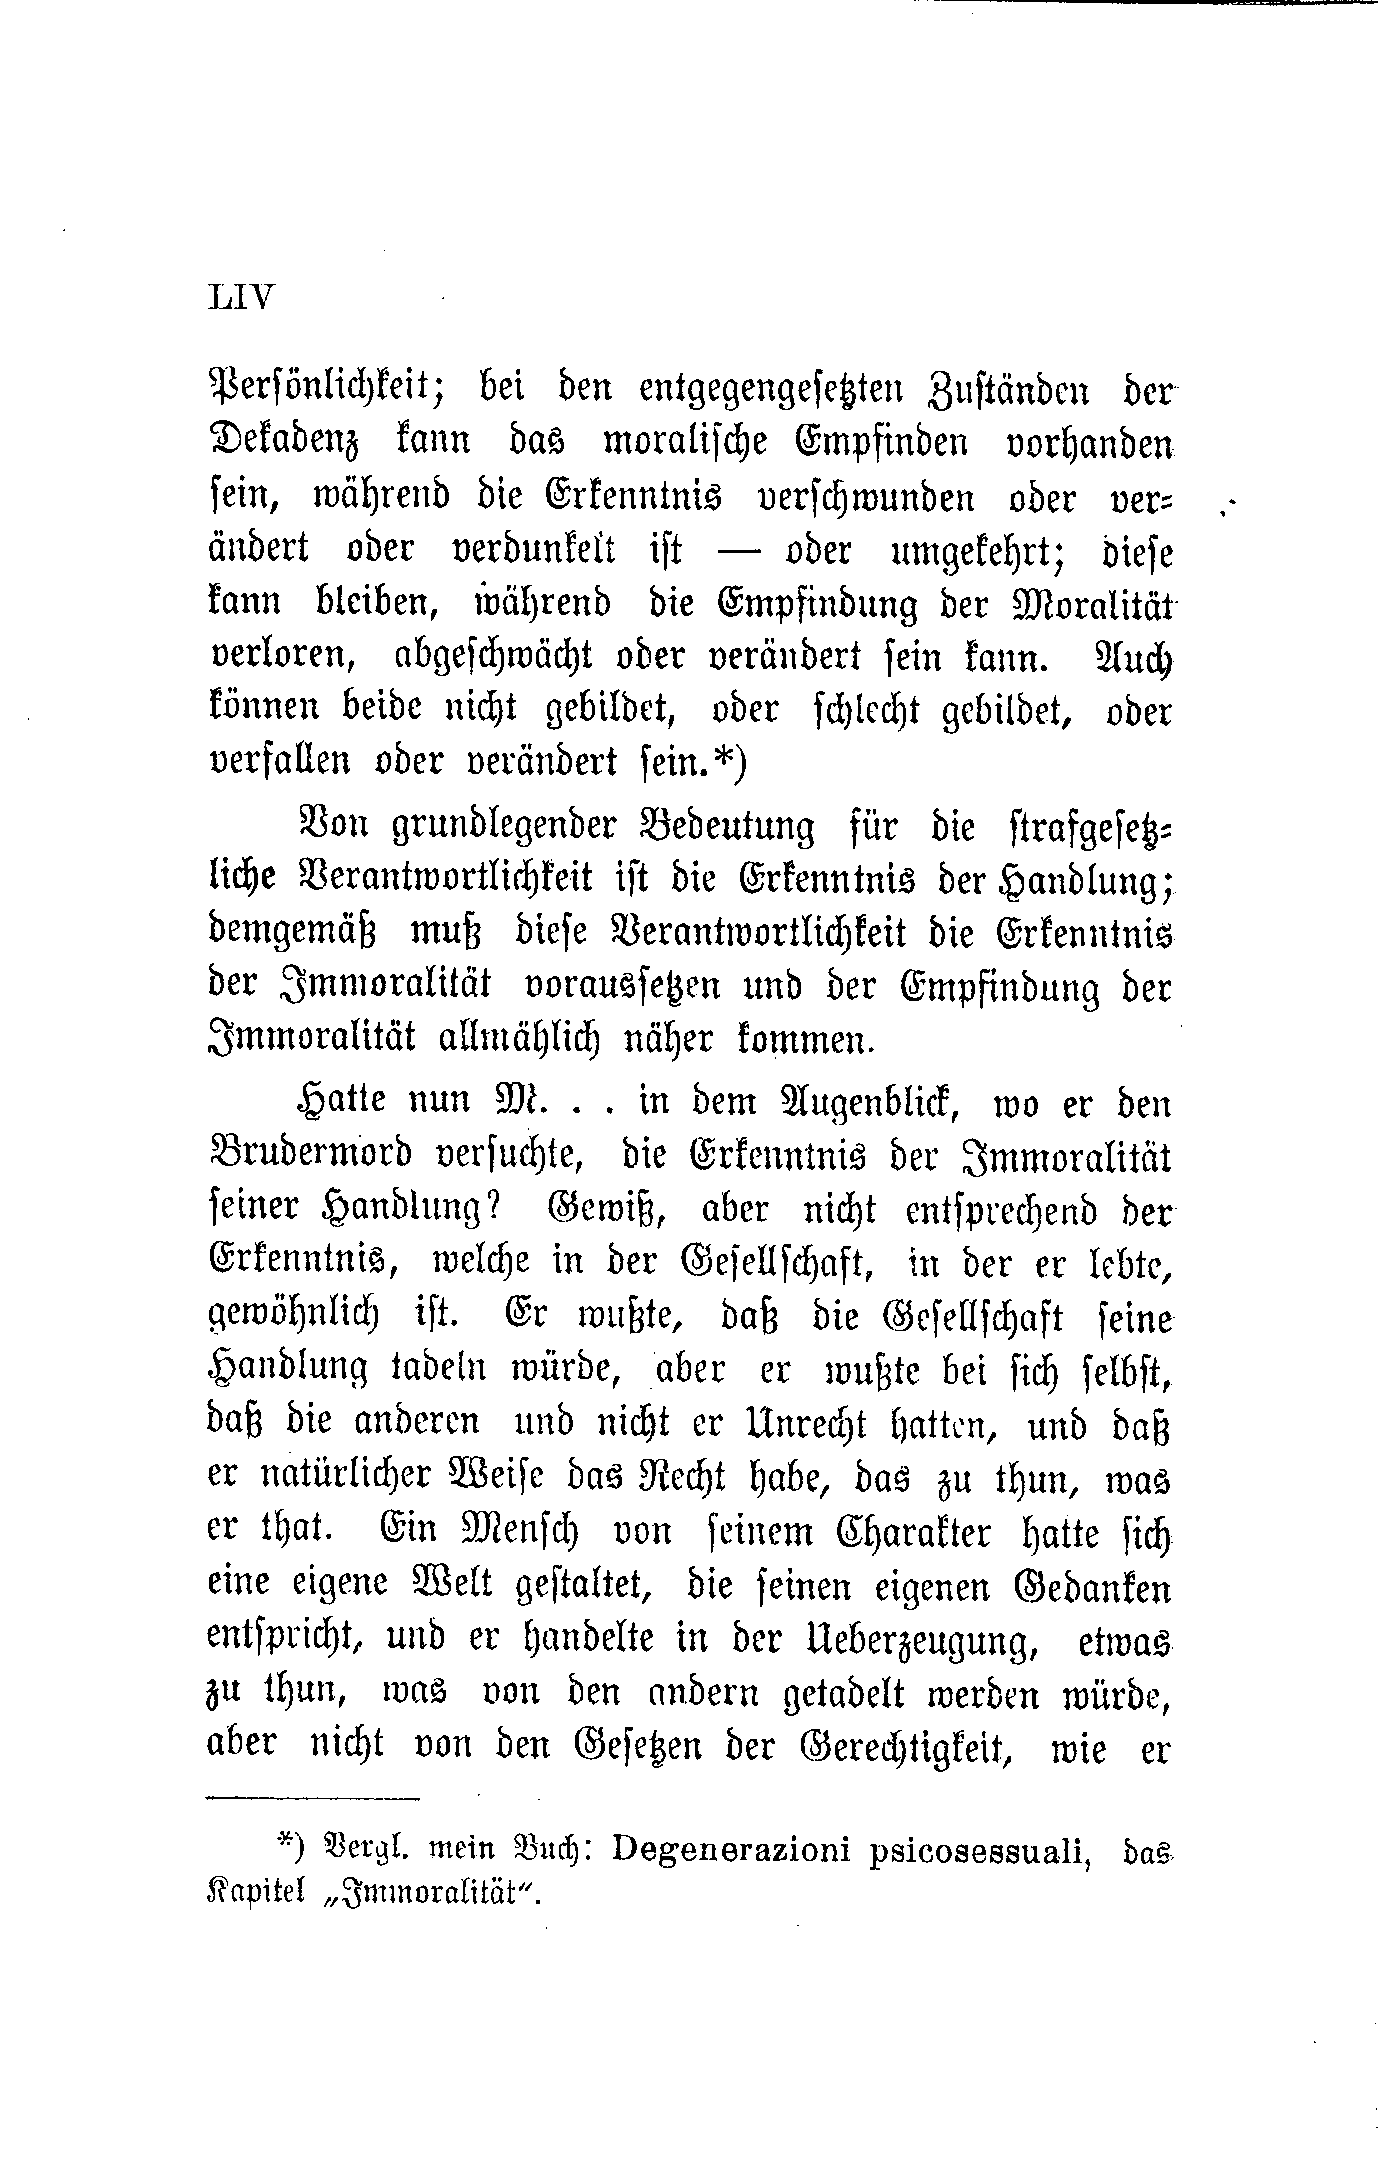 LIV
Persönlichkeit; bei den entgegengesetzten Zuständen der
Dekadenz kann das moralische Empfinden vorhanden
sein, während die Erkenntnis verschwunden oder ver-
ändert oder verdunkelt ist — oder umgekehrt; diese
kann bleiben, während die Empfindung der Moralität
verloren, abgeschwächt oder verändert sein kann. Auch
können beide nicht gebildet, oder schlecht gebildet, oder
verfallen oder verändert sein.*)
Von grundlegender Bedeutung für die strafgesetz-
liche Verantwortlichkeit ist die Erkenntnis der Handlung;
demgemäß muß diese Verantwortlichkeit die Erkenntnis
der Immoralität voraussetzen und der Empfindung der
Immoralität allmählich näher kommen.
Hatte nun M. . . in dem Augenblick, wo er den
Brudermord versuchte, die Erkenntnis der Immoralität
seiner Handlung? Gewiß, aber nicht entsprechend der
Erkenntnis, welche in der Gesellschaft, in der er lebte,
gewöhnlich ist. Er wußte, daß die Gesellschaft seine
Handlung tadeln würde, aber er wußte bei sich selbst,
daß die anderen und nicht er Unrecht hatten, und daß
er natürlicher Weise das Recht habe, das zu thun, was
er that. Ein Mensch von seinem Charakter hatte sich
eine eigene Welt gestaltet, die seinen eigenen Gedanken
entspricht, und er handelte in der Ueberzeugung, etwas
zu thun, was von den andern getadelt werden würde,
aber nicht von den Gesetzen der Gerechtigkeit, wie er
*) Vergl. mein Buch: Degenerazioni psicosessuali, das
Kapitel „Immoralität".